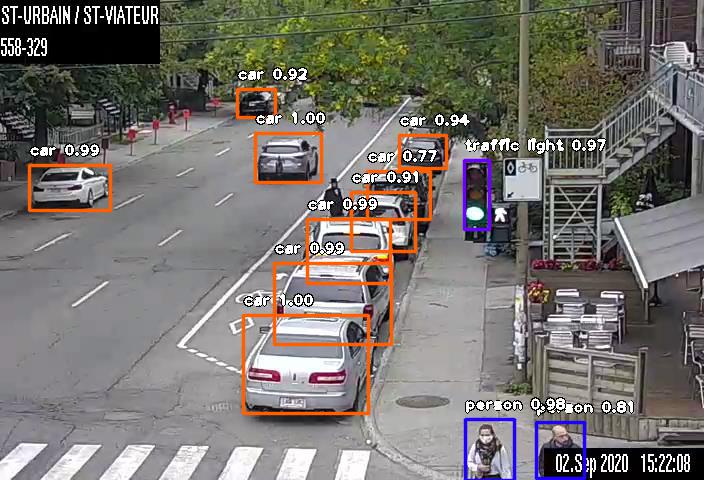 ST-URBAIN / ST-VIATEUR
558-329
car 0.92
car 1.00
car 0.94
traffic light 0.97
car 0.99
car 0.77
car 0.91
car 0.99
car 0.99
car 1.00
person 0.98
person 0.81
02.Sep 2020 15:22:08